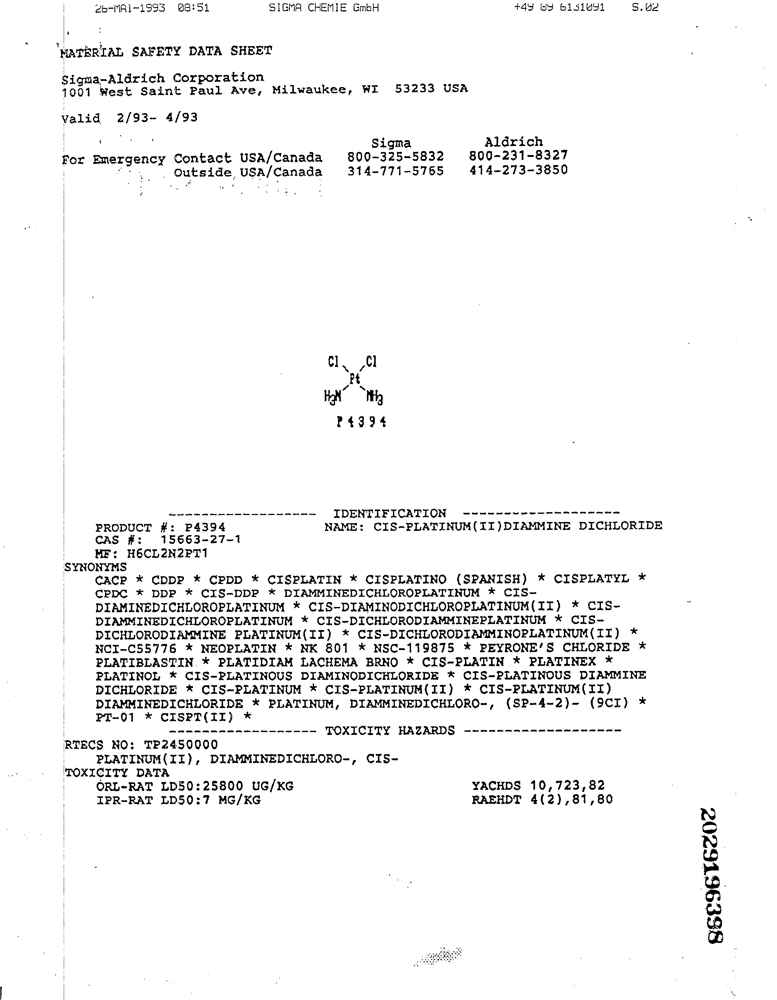 26-MAI-1993 08:51 SIGMA CHEMIE GmbH +49 89 6131091 S.02
MATERIAL SAFETY DATA SHEET
Sigma-Aldrich Corporation
1001 West Saint Paul Ave, Milwaukee, WI 53233 USA
Valid 2/93- 4/93
Sigma Aldrich
For Emergency Contact USA/Canada 800-325-5832 800-231-8327
Outside USA/Canada 314-771-5765 414-273-3850
Cl Cl
Pt
H3N NH3
P4394
------------------ IDENTIFICATION -------------------
PRODUCT #: P4394 NAME: CIS-PLATINUM(II)DIAMMINE DICHLORIDE
CAS #: 15663-27-1
MF: H6CL2N2PT1
SYNONYMS
CACP * CDDP * CPDD * CISPLATIN * CISPLATINO (SPANISH) * CISPLATYL *
CPDC * DDP * CIS-DDP * DIAMMINEDICHLOROPLATINUM * CIS-
DIAMINEDICHLOROPLATINUM * CIS-DIAMINODICHLOROPLATINUM(II) * CIS-
DIAMMINEDICHLOROPLATINUM * CIS-DICHLORODIAMMINEPLATINUM * CIS-
DICHLORODIAMMINE PLATINUM(II) * CIS-DICHLORODIAMMINOPLATINUM(II) *
NCI-C55776 * NEOPLATIN * NK 801 * NSC-119875 * PEYRONE'S CHLORIDE *
PLATIBLASTIN * PLATIDIAM LACHEMA BRNO * CIS-PLATIN * PLATINEX *
PLATINOL * CIS-PLATINOUS DIAMINODICHLORIDE * CIS-PLATINOUS DIAMMINE
DICHLORIDE * CIS-PLATINUM * CIS-PLATINUM(II) * CIS-PLATINUM(II)
DIAMMINEDICHLORIDE * PLATINUM, DIAMMINEDICHLORO-, (SP-4-2)- (9CI) *
PT-01 * CISPT(II) *
------------------ TOXICITY HAZARDS -------------------
RTECS NO: TP2450000
PLATINUM(II), DIAMMINEDICHLORO-, CIS-
TOXICITY DATA
ORL-RAT LD50:25800 UG/KG YACHDS 10,723,82
IPR-RAT LD50:7 MG/KG RAEHDT 4(2),81,80
2029196398